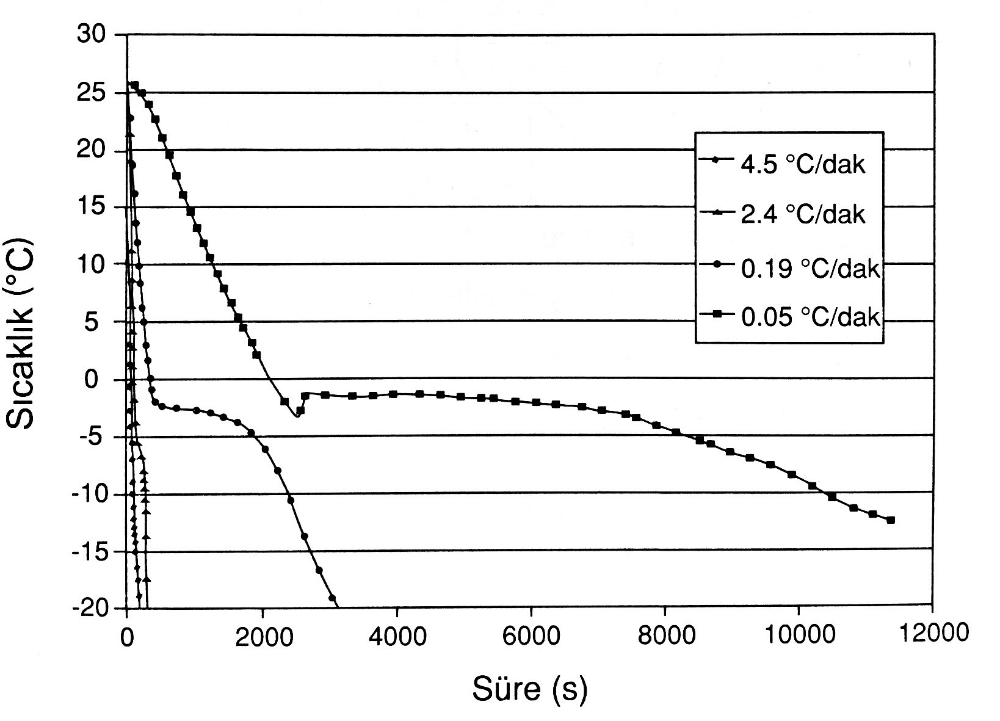 30
25
20
15
10
5
0
-5
-10
-15
-20
Sıcaklık (°C)
4.5 °C/dak
2.4 °C/dak
0.19 °C/dak
0.05 °C/dak
0 2000 4000 6000 8000 10000 12000
Süre (s)